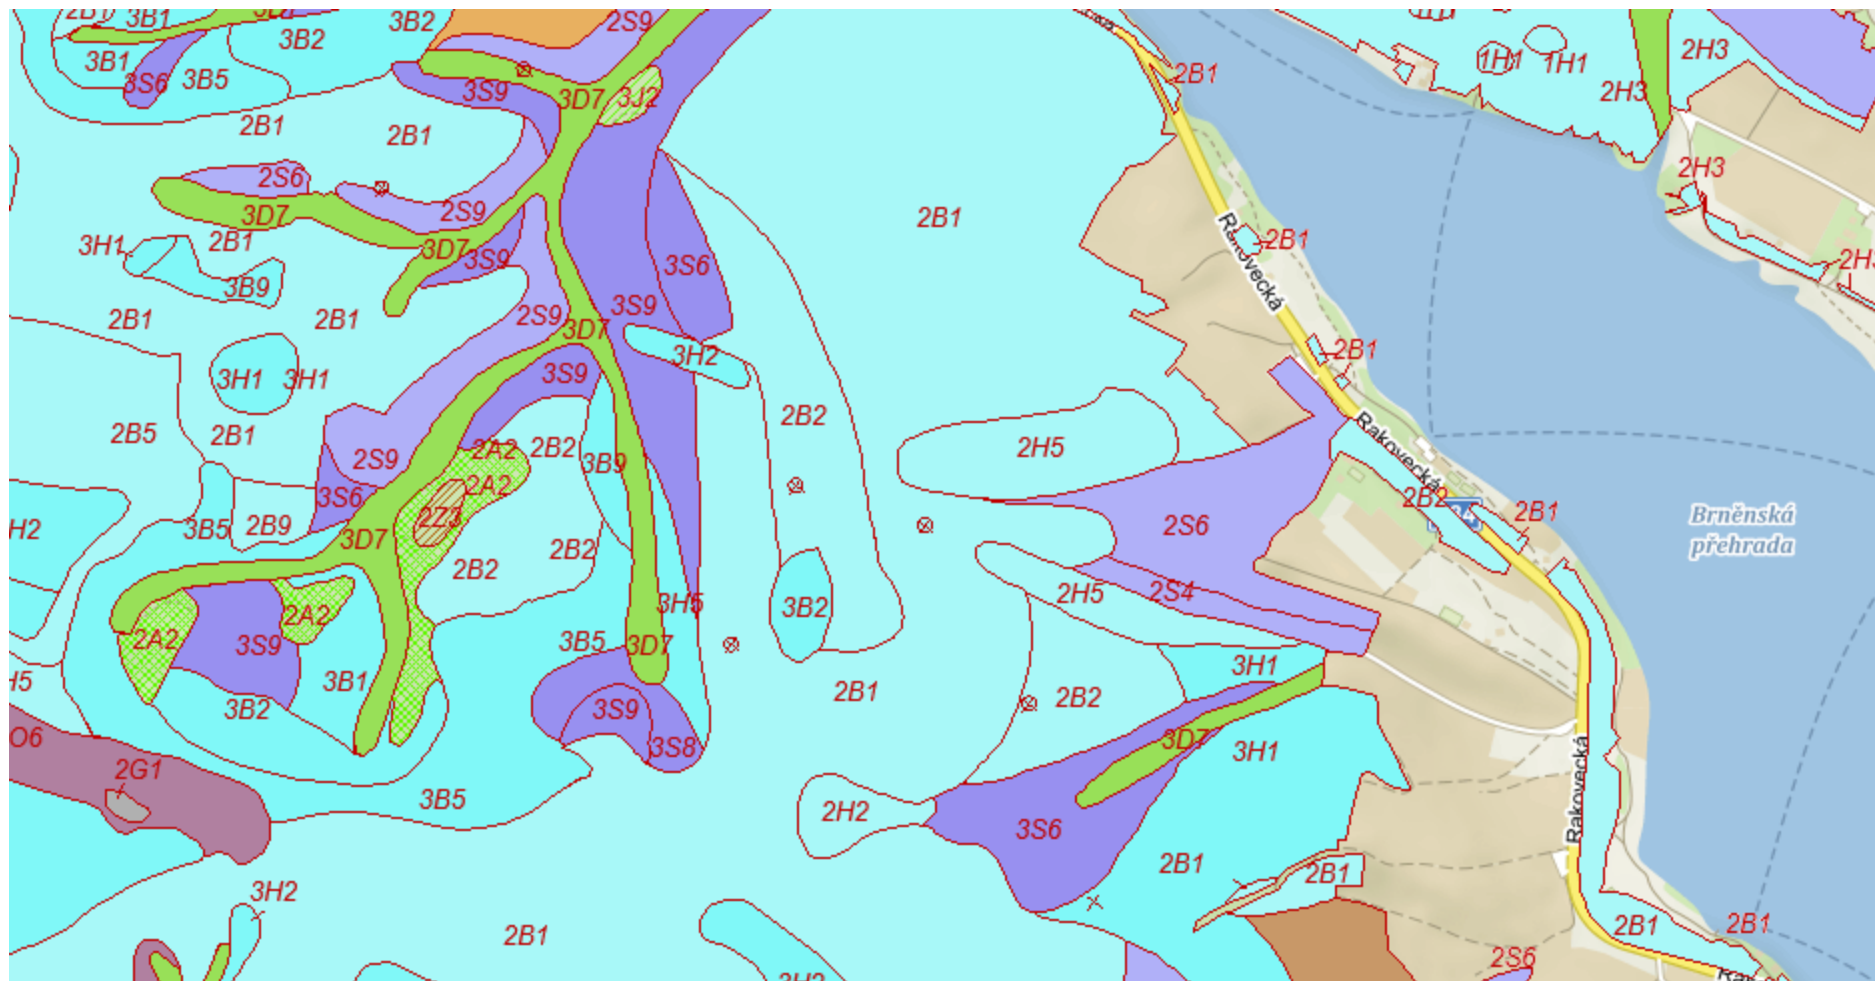 2B1
3B1
3D7
3B2
3B2
2S9
3B1
3S6
3B5
3S9
3D7
3J2
2B1
1H1
1H1
2H3
2H3
2B1
2B1
2S6
2S9
2B1
2H3
3D7
3H1
2B1
3D7
3S9
3S6
Rakovecká
2B1
3B9
2B1
2B1
2S9
3S9
3D7
3H2
2B1
3H1
3H1
3S9
2B5
2B1
2S9
2A2
2B2
3B9
2B2
2H5
Rakovecká
3S6
2A2
2Z3
H2
3B5
2B9
3D7
2B2
2B2
2S6
2B2
2B1
Brněnská
přehrada
3H5
3B2
2H5
2S4
2A2
2A2
3S9
3B5
3D7
3B1
3B2
H5
2B1
2B2
3H1
3S9
3S8
3D7
3H1
O6
2G1
3B5
2H2
3S6
Rakovecká
2B1
2B1
3H2
2B1
2B1
2B1
2S6
3H2